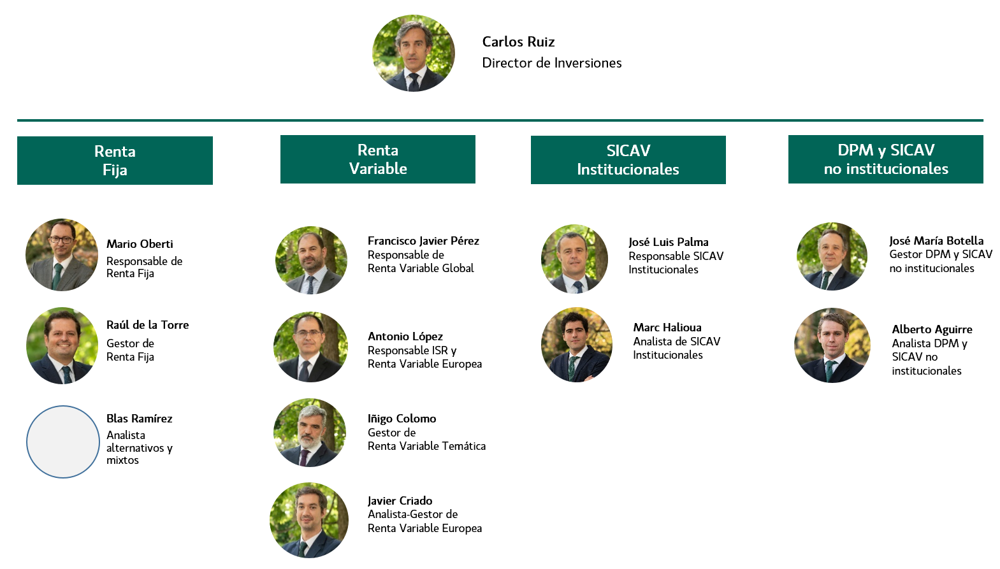 Carlos Ruiz
Director de Inversiones
Renta
Fija
Renta
Variable
SICAV
Institucionales
DPM y SICAV
no institucionales
Mario Oberti
Responsable de
Renta Fija
Raúl de la Torre
Gestor de
Renta Fija
Blas Ramírez
Analista
alternativos y
mixtos
Francisco Javier Pérez
Responsable de
Renta Variable Global
Antonio López
Responsable ISR y
Renta Variable Europea
Iñigo Colomo
Gestor de
Renta Variable Temática
Javier Criado
Analista-Gestor de
Renta Variable Europea
José Luis Palma
Responsable SICAV
Institucionales
Marc Halioua
Analista de SICAV
Institucionales
José María Botella
Gestor DPM y SICAV
no institucionales
Alberto Aguirre
Analista DPM y
SICAV no
institucionales